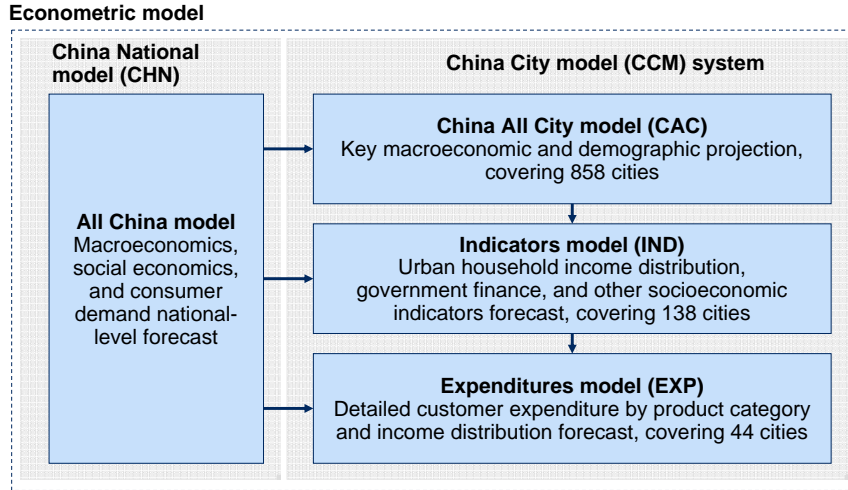 Econometric model
China National
model (CHN)
All China model
Macroeconomics,
social economics,
and consumer
demand national-
level forecast
China City model (CCM) system
China All City model (CAC)
Key macroeconomic and demographic projection,
covering 858 cities
Indicators model (IND)
Urban household income distribution,
government finance, and other socioeconomic
indicators forecast, covering 138 cities
Expenditures model (EXP)
Detailed customer expenditure by product category
and income distribution forecast, covering 44 cities